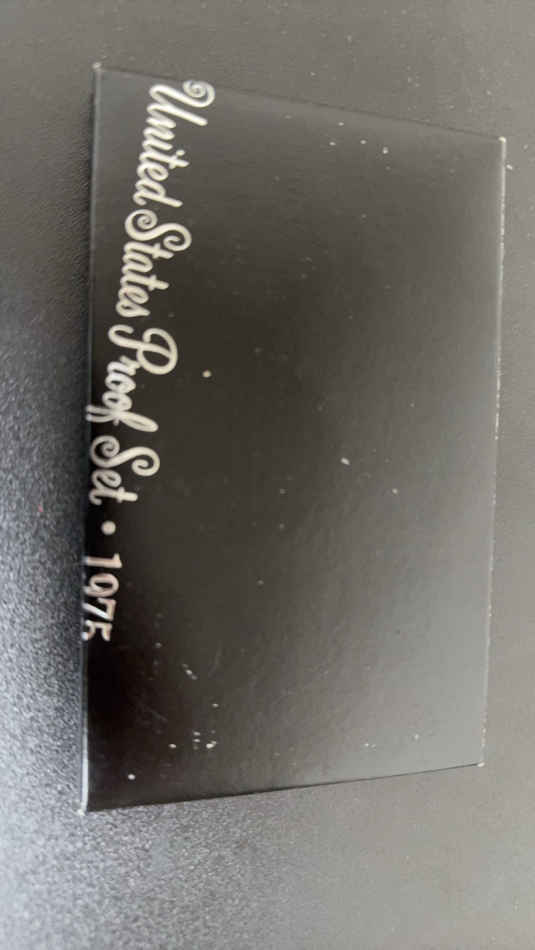 United States Proof Set • 1975